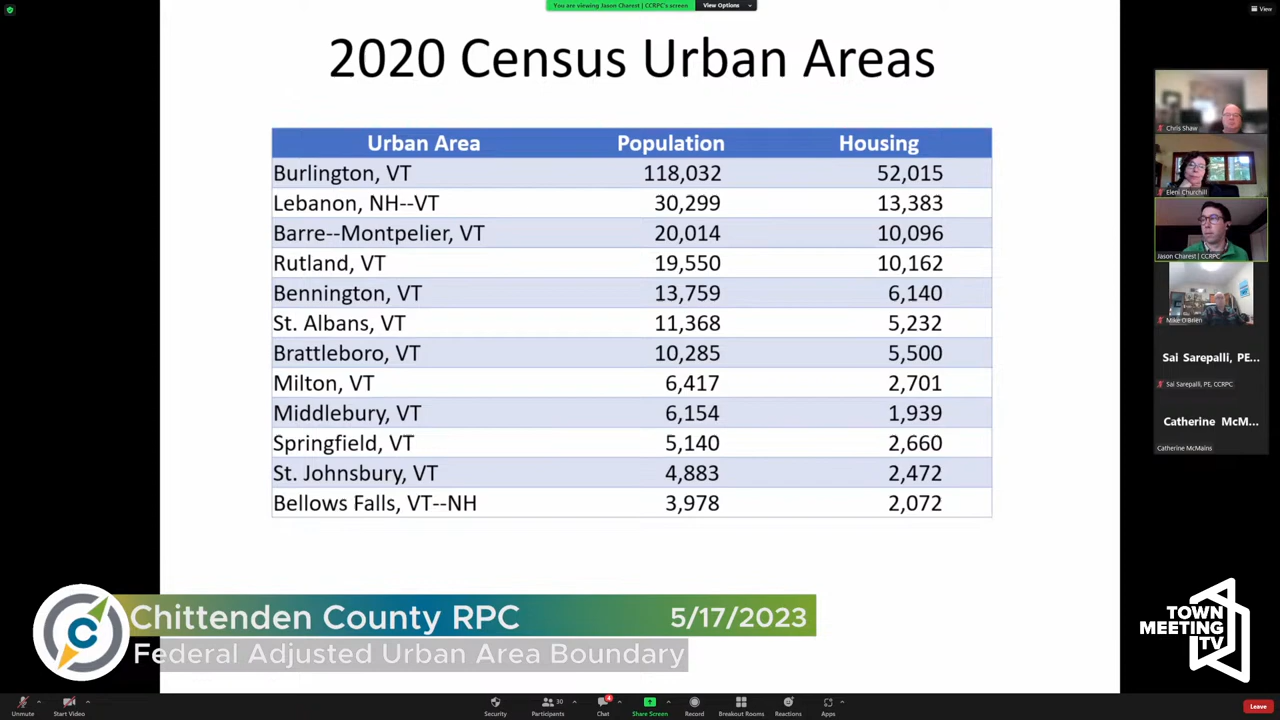 You are viewing Jason Charest | CCRPC's screen
View Options
View
2020 Census Urban Areas
Urban Area Population Housing
Burlington, VT 118,032 52,015
Lebanon, NH--VT 30,299 13,383
Barre--Montpelier, VT 20,014 10,096
Rutland, VT 19,550 10,162
Bennington, VT 13,759 6,140
St. Albans, VT 11,368 5,232
Brattleboro, VT 10,285 5,500
Milton, VT 6,417 2,701
Middlebury, VT 6,154 1,939
Springfield, VT 5,140 2,660
St. Johnsbury, VT 4,883 2,472
Bellows Falls, VT--NH 3,978 2,072
Chris Shaw
Eleni Churchill
Jason Charest | CCRPC
Mike O'Brien
Sai Sarepalli, PE...
Sai Sarepalli, PE, CCRPC
Catherine McM...
Catherine McMains
C
Chittenden County RPC 5/17/2023
Federal Adjusted Urban Area Boundary
TOWN
MEETING
TV
Unmute
Start Video
Security
Participants
30
Chat
4
Share Screen
Record
Breakout Rooms
Reactions
Apps
Leave